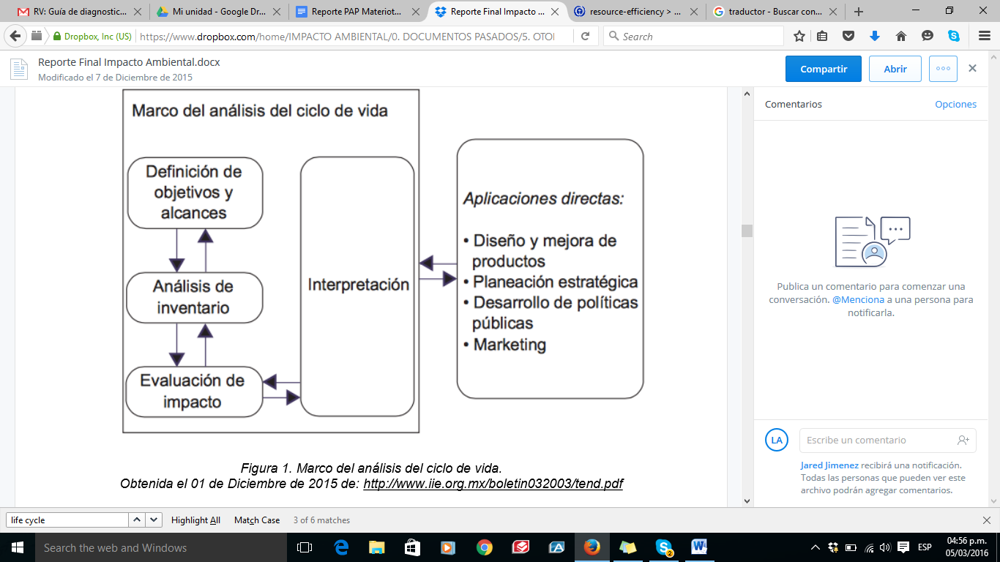 RV: Guía de diagnostic...
Mi unidad - Google Dr...
Reporte PAP Materiot...
Reporte Final Impacto ...
resource-efficiency > ...
traductor - Buscar con...
Dropbox, Inc (US)
https://www.dropbox.com/home/IMPACTO AMBIENTAL/0. DOCUMENTOS PASADOS/5. OTOI
Search
Reporte Final Impacto Ambiental.docx
Modificado el 7 de Diciembre de 2015
Compartir
Abrir
Marco del análisis del ciclo de vida
Definición de
objetivos y
alcances
Análisis de
inventario
Evaluación de
impacto
Interpretación
Aplicaciones directas:
• Diseño y mejora de
productos
• Planeación estratégica
• Desarrollo de políticas
públicas
• Marketing
Figura 1. Marco del análisis del ciclo de vida.
Obtenida el 01 de Diciembre de 2015 de: http://www.iie.org.mx/boletin032003/tend.pdf
Comentarios
Opciones
Publica un comentario para comenzar una
conversación. @Menciona a una persona para
notificarla.
LA
Escribe un comentario
Jared Jimenez recibirá una notificación.
Todas las personas que pueden ver este
archivo podrán agregar comentarios.
life cycle
Highlight All
Match Case
3 of 6 matches
Search the web and Windows
2
ESP
04:56 p.m.
05/03/2016